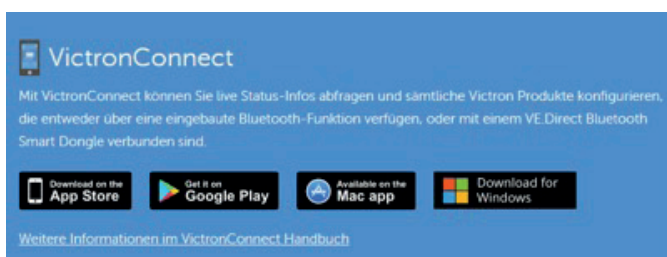 VictronConnect
Mit VictronConnect können Sie live Status-Infos abfragen und sämtliche Victron Produkte konfigurieren,
die entweder über eine eingebaute Bluetooth-Funktion verfügen, oder mit einem VE.Direct Bluetooth
Smart Dongle verbunden sind.
Download on the
App Store
Get it on
Google Play
Available on the
Mac app
Download for
Windows
Weitere Informationen im VictronConnect Handbuch